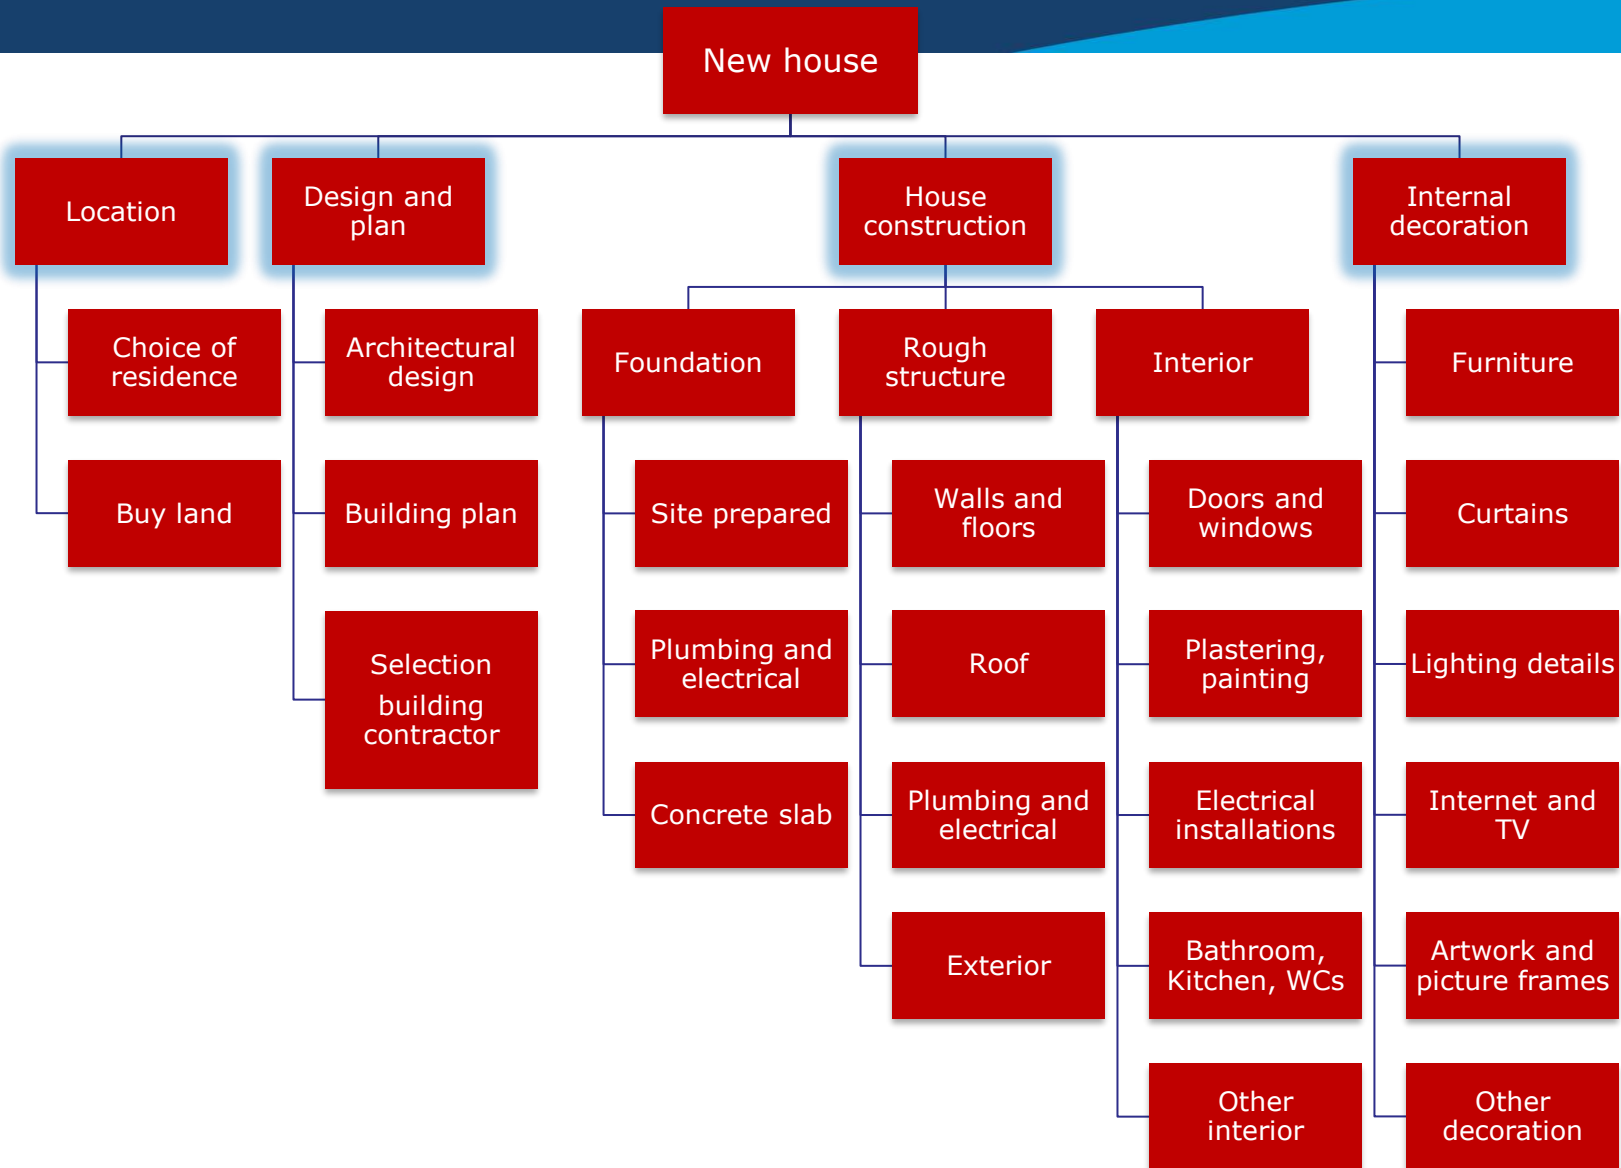 New house
Location
Design and
plan
House
construction
Internal
decoration
Choice of
residence
Architectural
design
Foundation
Rough
structure
Interior
Furniture
Buy land
Building plan
Site prepared
Walls and
floors
Doors and
windows
Curtains
Selection
building
contractor
Plumbing and
electrical
Roof
Plastering,
painting
Lighting details
Concrete slab
Plumbing and
electrical
Electrical
installations
Internet and
TV
Exterior
Bathroom,
Kitchen, WCs
Artwork and
picture frames
Other
interior
Other
decoration